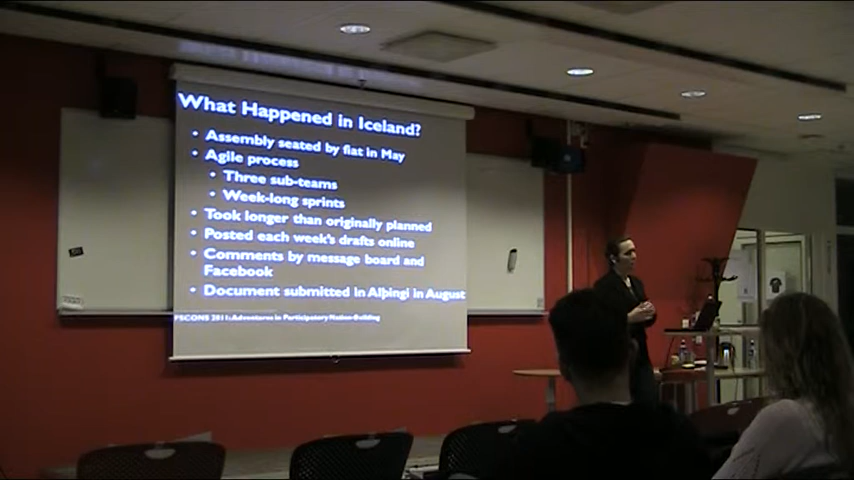 What Happened in Iceland?
• Assembly seated by fiat in May
• Agile process
• Three sub-teams
• Week-long sprints
• Took longer than originally planned
• Posted each week's drafts online
• Comments by message board and
Facebook
• Document submitted in Alþingi in August
FSCONS 2011: Adventures in Participatory Nation-Building